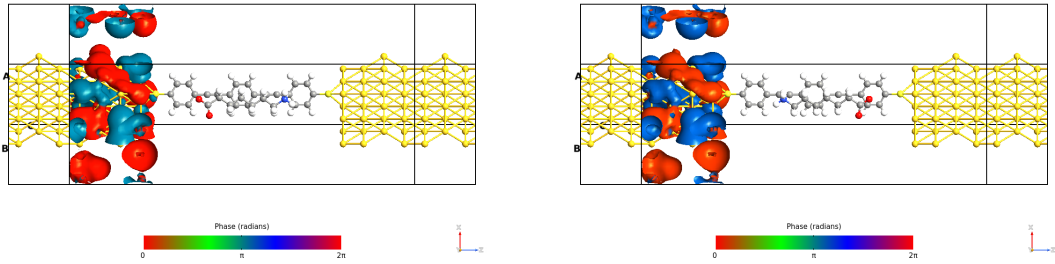 A
B
Phase (radians)
0 π 2π
A
B
Phase (radians)
0 π 2π